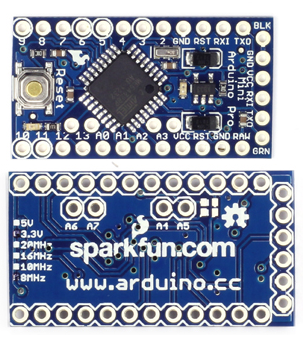 9 8 7 6 5 4 3 2 GND RST RXI TXO
BLK
GND VCC RXI TXO
Reset
Arduino Pro
Mini
10 11 12 13 A0 A1 A2 A3 VCC RST GND RAW
GRN
A6 A7 A4 A5
5V
3.3V
20MHz
16MHz
10MHz
8MHz
sparkfun.com
www.arduino.cc